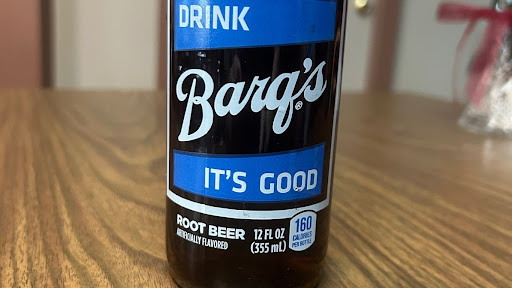 DRINK
Barq's®
IT'S GOOD
ROOT BEER
ARTIFICIALLY FLAVORED
12 FL OZ
(355 mL)
160
CALORIES
PER BOTTLE